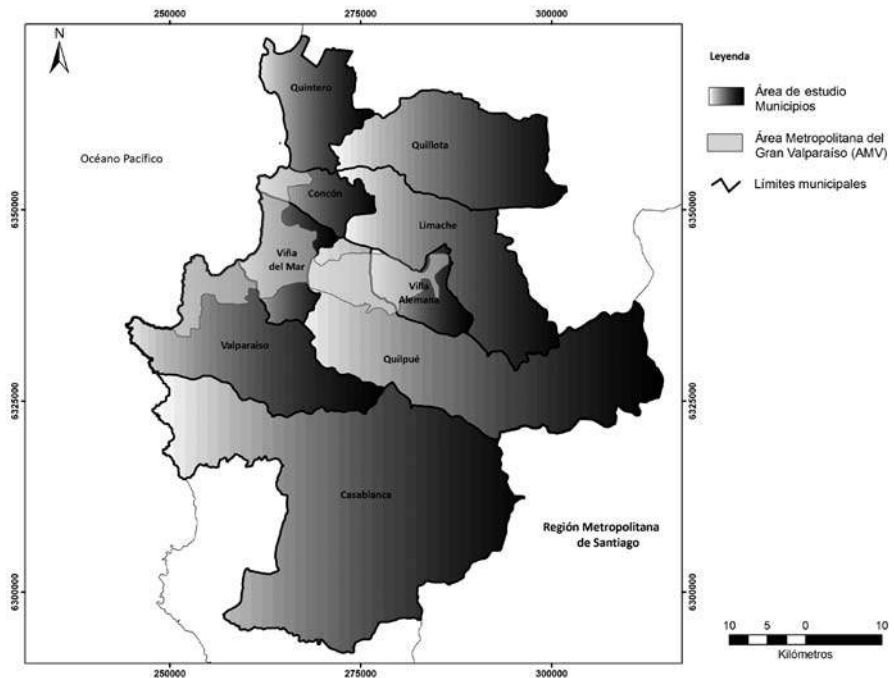 250000
275000
300000
N
Quintero
Océano Pacífico
Quillota
Concón
Limache
Viña
del Mar
Villa
Alemana
Valparaíso
Quilpué
Casablanca
Región Metropolitana
de Santiago
6350000
6325000
6300000
6350000
6325000
6300000
250000
275000
300000
Leyenda
Área de estudio
Municipios
Área Metropolitana del
Gran Valparaíso (AMV)
Límites municipales
10 5 0 10
Kilómetros